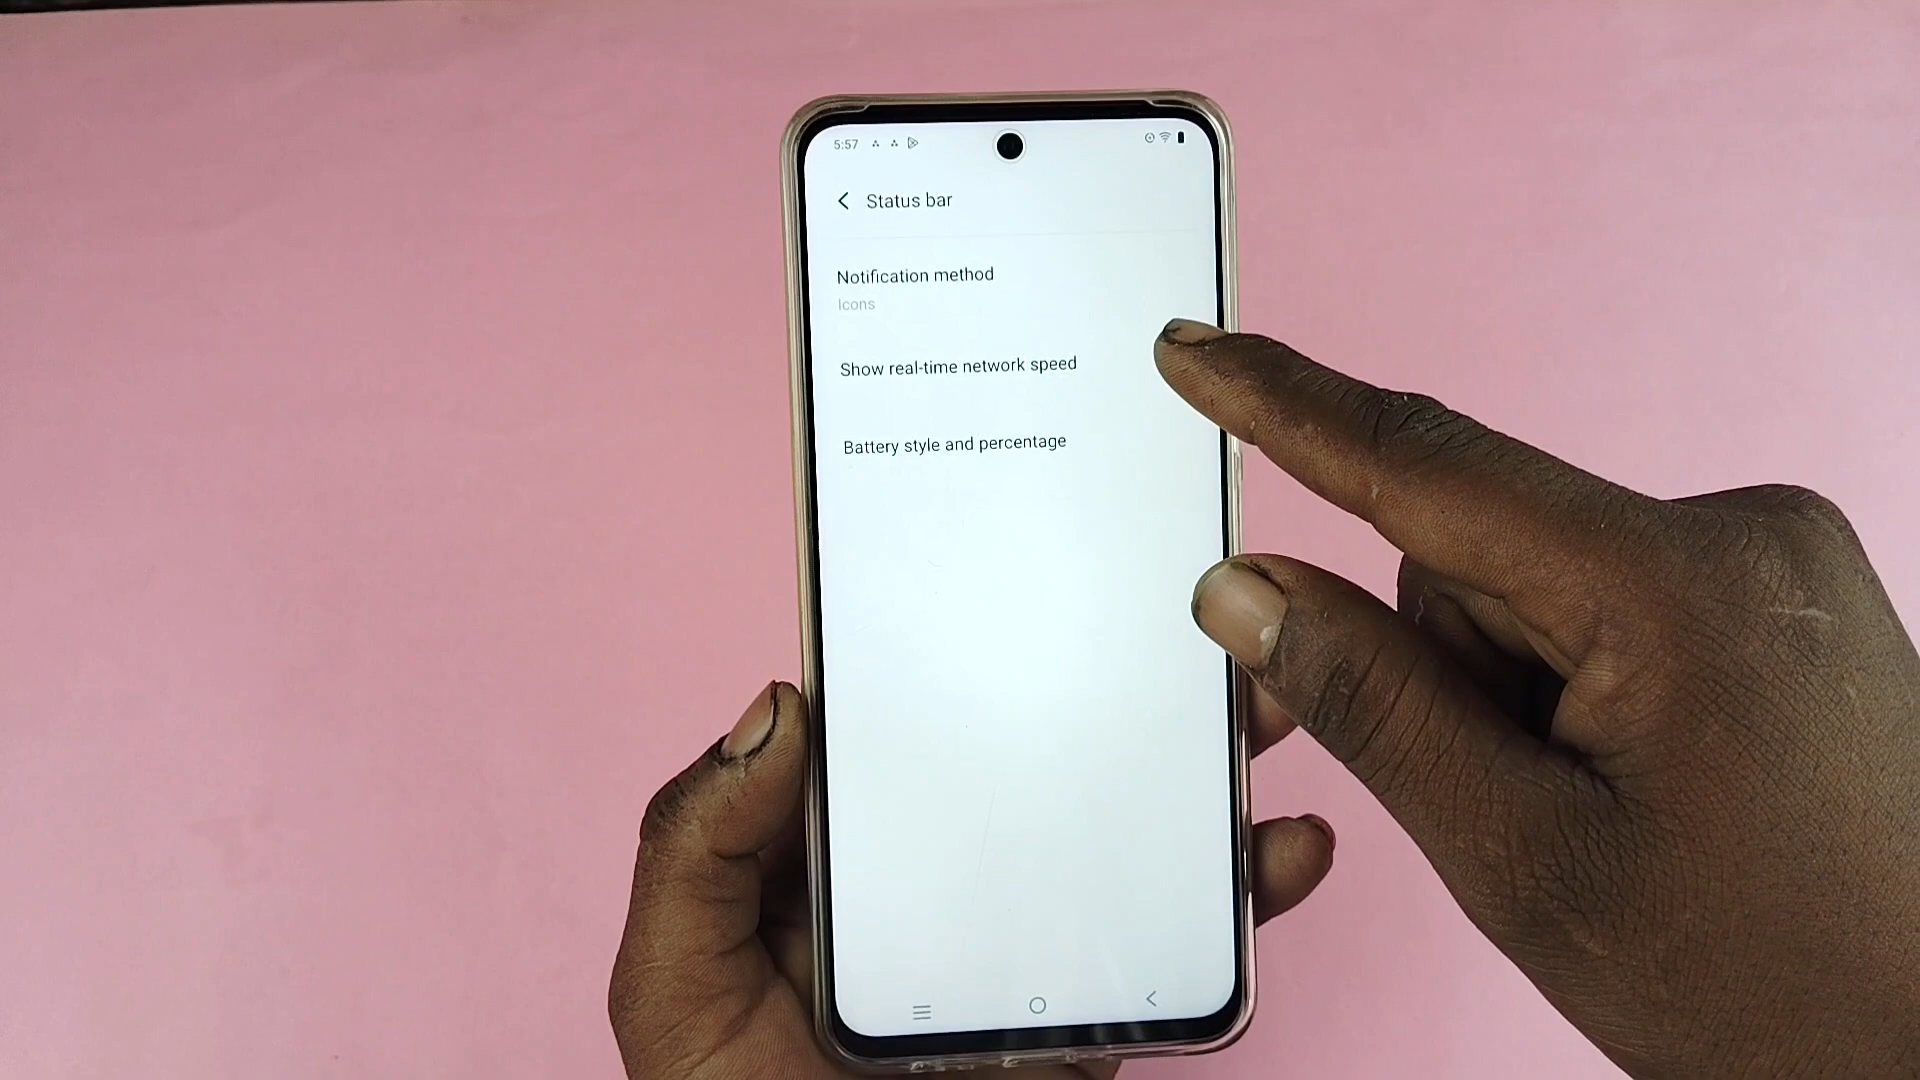 5:57
Status bar
Notification method
Icons
Show real-time network speed
Battery style and percentage